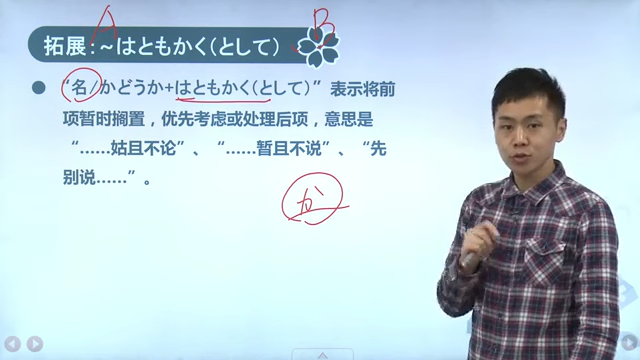 A B
拓展：~はともかく（として）
“名/かどうか+はともかく（として）”表示将前
项暂时搁置，优先考虑或处理后项，意思是
“……姑且不论”、“……暂且不说”、“先
别说……”。
か